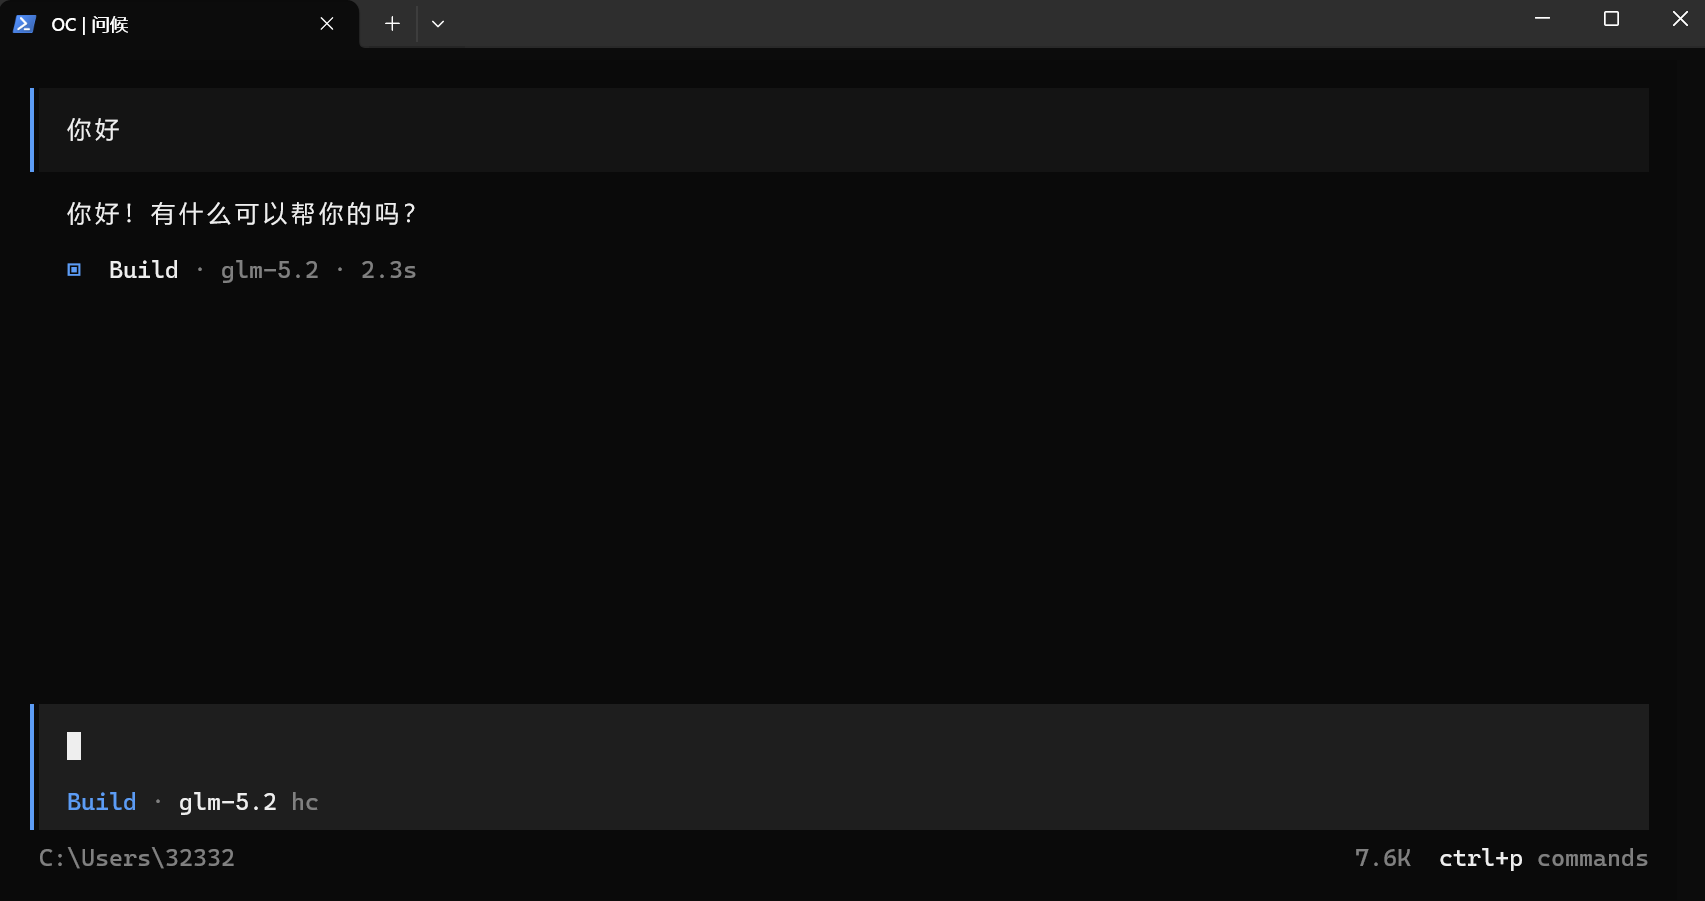 OC | 问候
你好
你好！有什么可以帮你的吗？
Build · glm-5.2 · 2.3s
Build · glm-5.2 hc
C:\Users\32332 7.6K ctrl+p commands